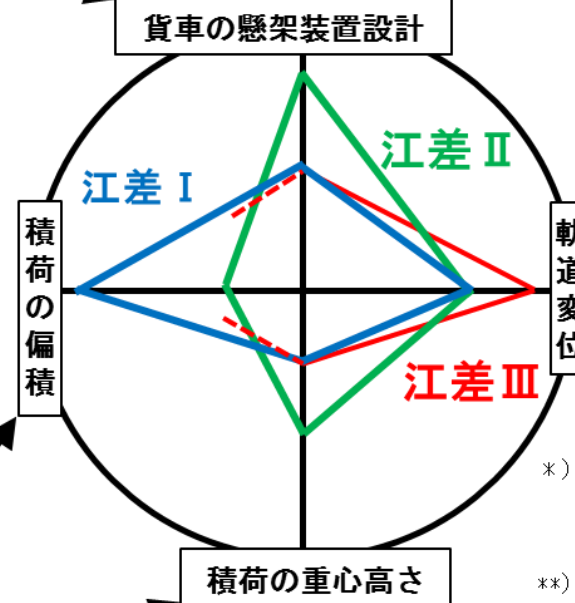 貨車の懸架装置設計
江差Ⅱ
江差Ⅰ
積荷の偏積
軌道変位
江差Ⅲ
*)
積荷の重心高さ
**)